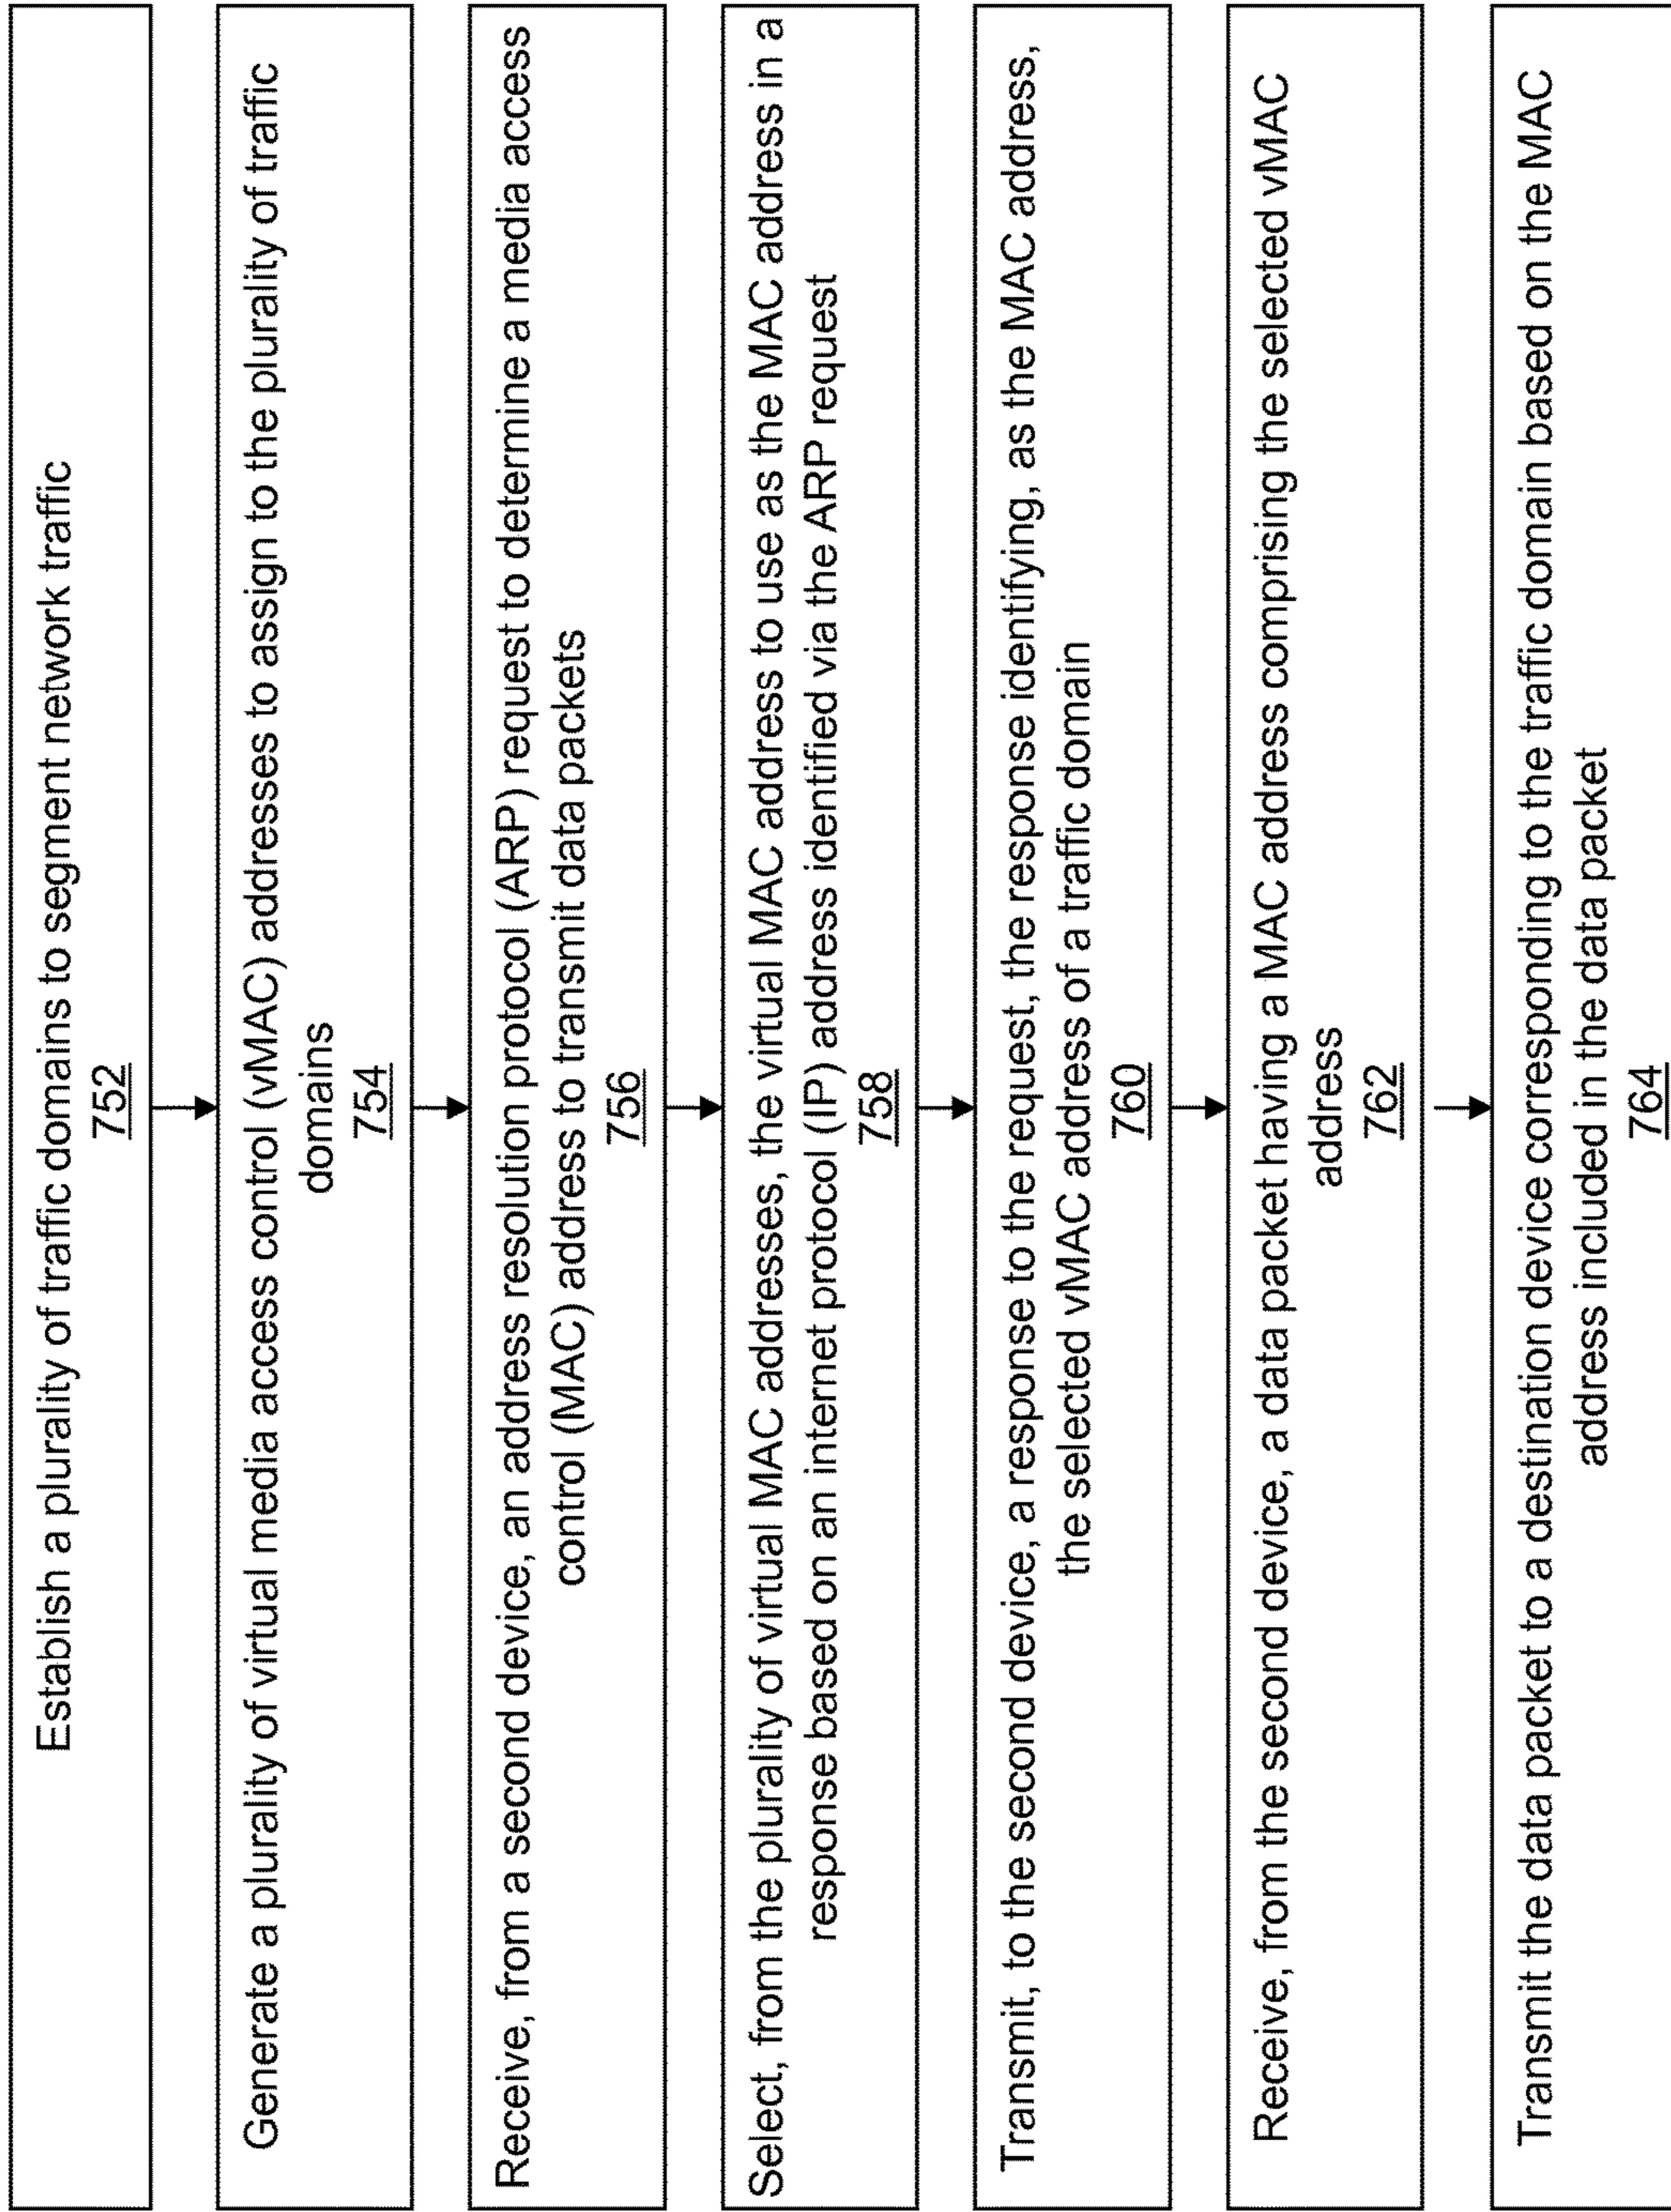 Establish a plurality of traffic domains to segment network traffic
752
Generate a plurality of virtual media access control (vMAC) addresses to assign to the plurality of traffic
domains
754
Receive, from a second device, an address resolution protocol (ARP) request to determine a media access
control (MAC) address to transmit data packets
756
Select, from the plurality of virtual MAC addresses, the virtual MAC address to use as the MAC address in a
response based on an internet protocol (IP) address identified via the ARP request
758
Transmit, to the second device, a response to the request, the response identifying, as the MAC address,
the selected vMAC address of a traffic domain
760
Receive, from the second device, a data packet having a MAC address comprising the selected vMAC
address
762
Transmit the data packet to a destination device corresponding to the traffic domain based on the MAC
address included in the data packet
764